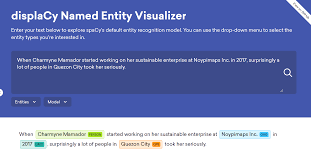 displaCy Named Entity Visualizer
Enter your text below to explore spaCy's default entity recognition model. You can use the drop-down menu to select the
entity types you're interested in.
When Charmyne Mamador started working on her sustainable enterprise at Noypimaps Inc. in 2017, surprisingly a
lot of people in Quezon City took her seriously.
Entities
Model
When Charmyne Mamador started working on her sustainable enterprise at Noypimaps Inc. in
2017 , surprisingly a lot of people in Quezon City took her seriously.